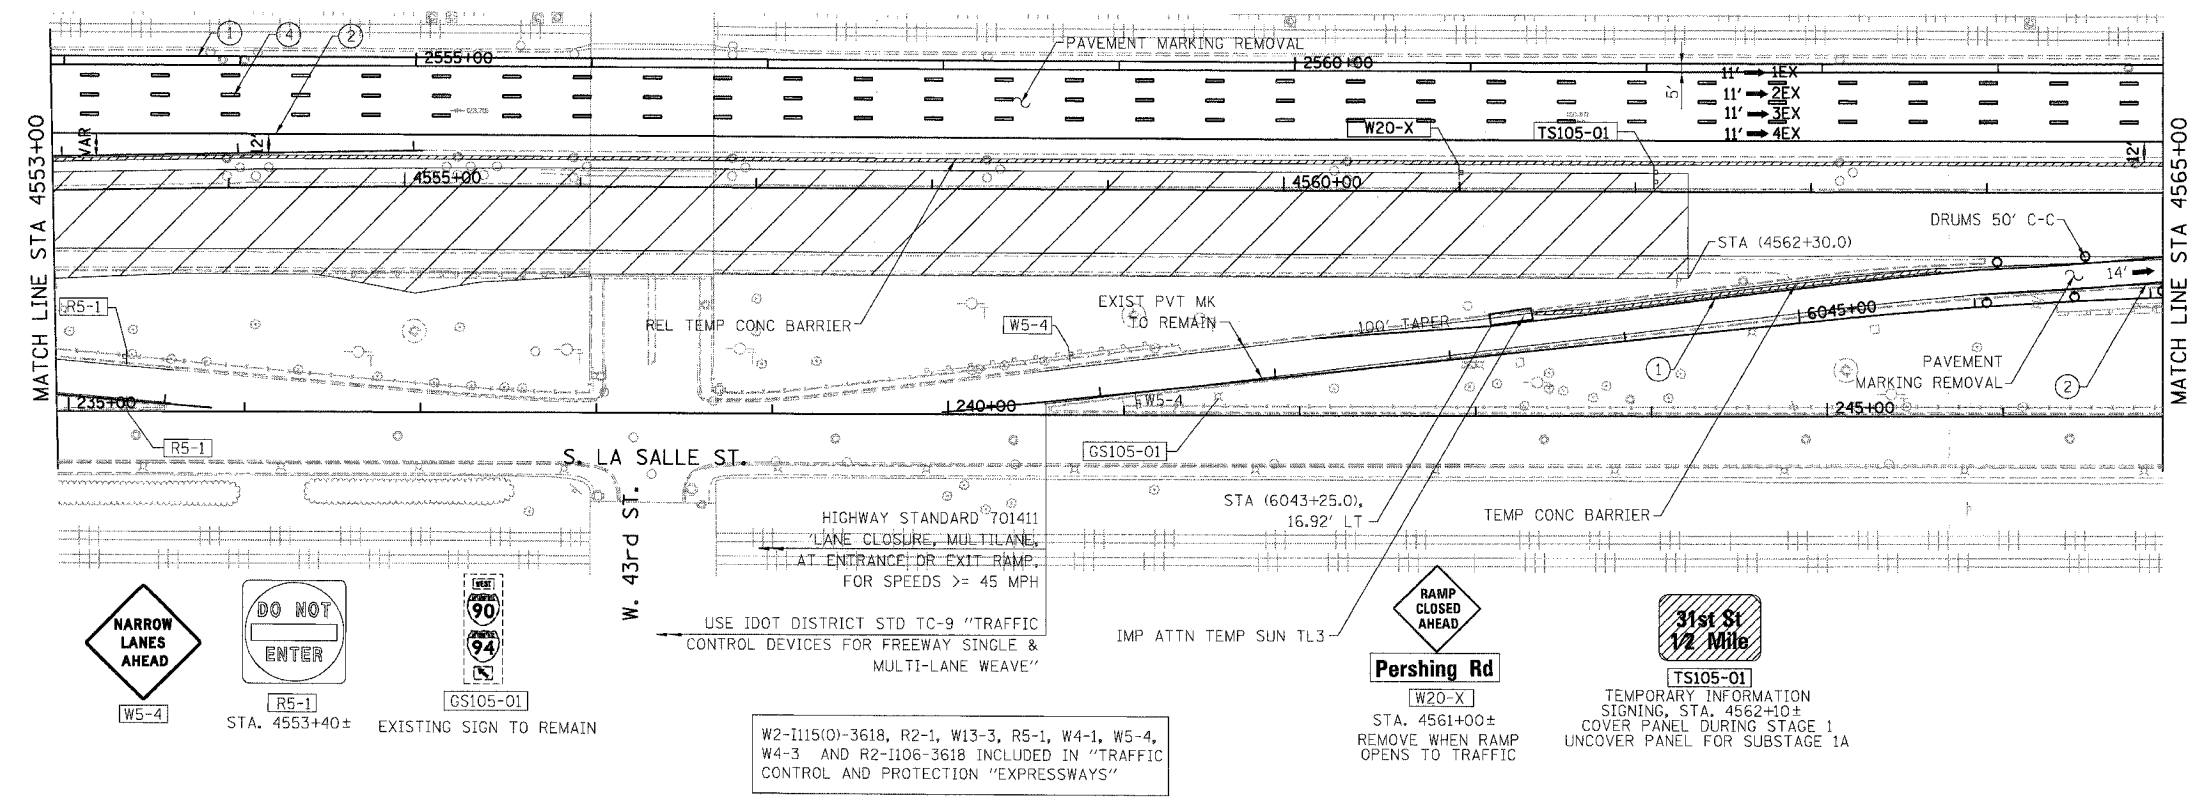 1
4
2
PAVEMENT MARKING REMOVAL
2555+00
2560+00
11' 1EX
11' 2EX
11' 3EX
11' 4EX
5'
VAR
12'
12'
W20-X
TS105-01
4555+00
4560+00
MATCH LINE STA 4553+00
MATCH LINE STA 4565+00
DRUMS 50' C-C
STA (4562+30.0)
14'
R5-1
REL TEMP CONC BARRIER
W5-4
EXIST PVT MK
TO REMAIN
100' TAPER
6045+00
1
PAVEMENT
MARKING REMOVAL
2
235+00
240+00
W5-4
245+00
R5-1
GS105-01
S. LA SALLE ST.
W. 43rd ST.
STA (6043+25.0),
16.92' LT
TEMP CONC BARRIER
HIGHWAY STANDARD 701411
'LANE CLOSURE, MULTILANE,
AT ENTRANCE OR EXIT RAMP,
FOR SPEEDS >= 45 MPH
USE IDOT DISTRICT STD TC-9 "TRAFFIC
CONTROL DEVICES FOR FREEWAY SINGLE &
MULTI-LANE WEAVE"
IMP ATTN TEMP SUN TL3
NARROW
LANES
AHEAD
W5-4
DO NOT
ENTER
R5-1
STA. 4553+40±
WEST
90
94
GS105-01
EXISTING SIGN TO REMAIN
RAMP
CLOSED
AHEAD
Pershing Rd
W20-X
STA. 4561+00±
REMOVE WHEN RAMP
OPENS TO TRAFFIC
31st St
1/2 Mile
TS105-01
TEMPORARY INFORMATION
SIGNING, STA. 4562+10±
COVER PANEL DURING STAGE 1
UNCOVER PANEL FOR SUBSTAGE 1A
W2-I115(O)-3618, R2-1, W13-3, R5-1, W4-1, W5-4,
W4-3 AND R2-I106-3618 INCLUDED IN "TRAFFIC
CONTROL AND PROTECTION "EXPRESSWAYS"